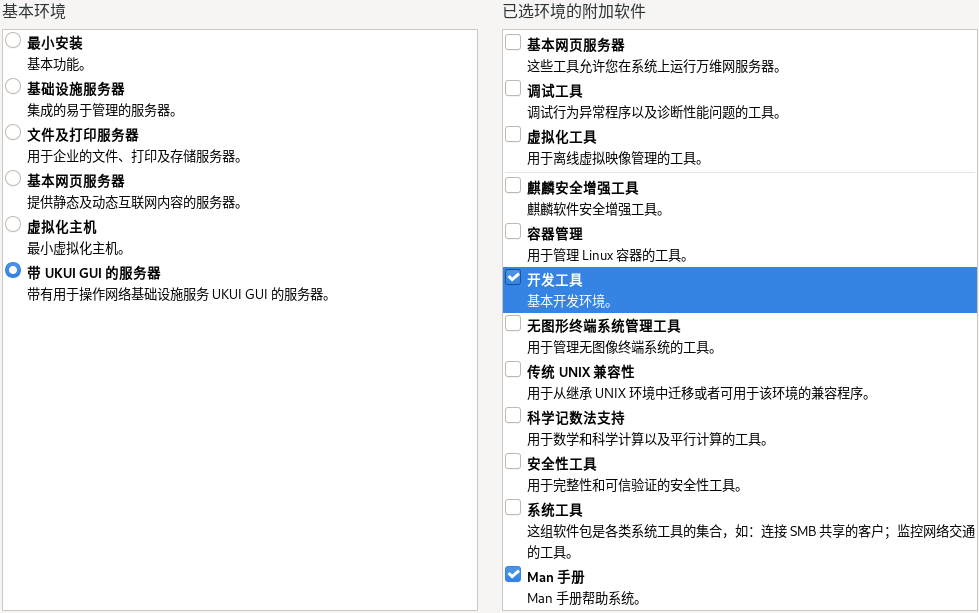 基本环境
最小安装
基本功能。
基础设施服务器
集成的易于管理的服务器。
文件及打印服务器
用于企业的文件、打印及存储服务器。
基本网页服务器
提供静态及动态互联网内容的服务器。
虚拟化主机
最小虚拟化主机。
带 UKUI GUI 的服务器
带有用于操作网络基础设施服务 UKUI GUI 的服务器。
已选环境的附加软件
基本网页服务器
这些工具允许您在系统上运行万维网服务器。
调试工具
调试行为异常程序以及诊断性能问题的工具。
虚拟化工具
用于离线虚拟映像管理的工具。
麒麟安全增强工具
麒麟软件安全增强工具。
容器管理
用于管理 Linux 容器的工具。
开发工具
基本开发环境。
无图形终端系统管理工具
用于管理无图像终端系统的工具。
传统 UNIX 兼容性
用于从继承 UNIX 环境中迁移或者可用于该环境的兼容程序。
科学记数法支持
用于数学和科学计算以及平行计算的工具。
安全性工具
用于完整性和可信验证的安全性工具。
系统工具
这组软件包是各类系统工具的集合，如：连接 SMB 共享的客户；监控网络交通
的工具。
Man 手册
Man 手册帮助系统。